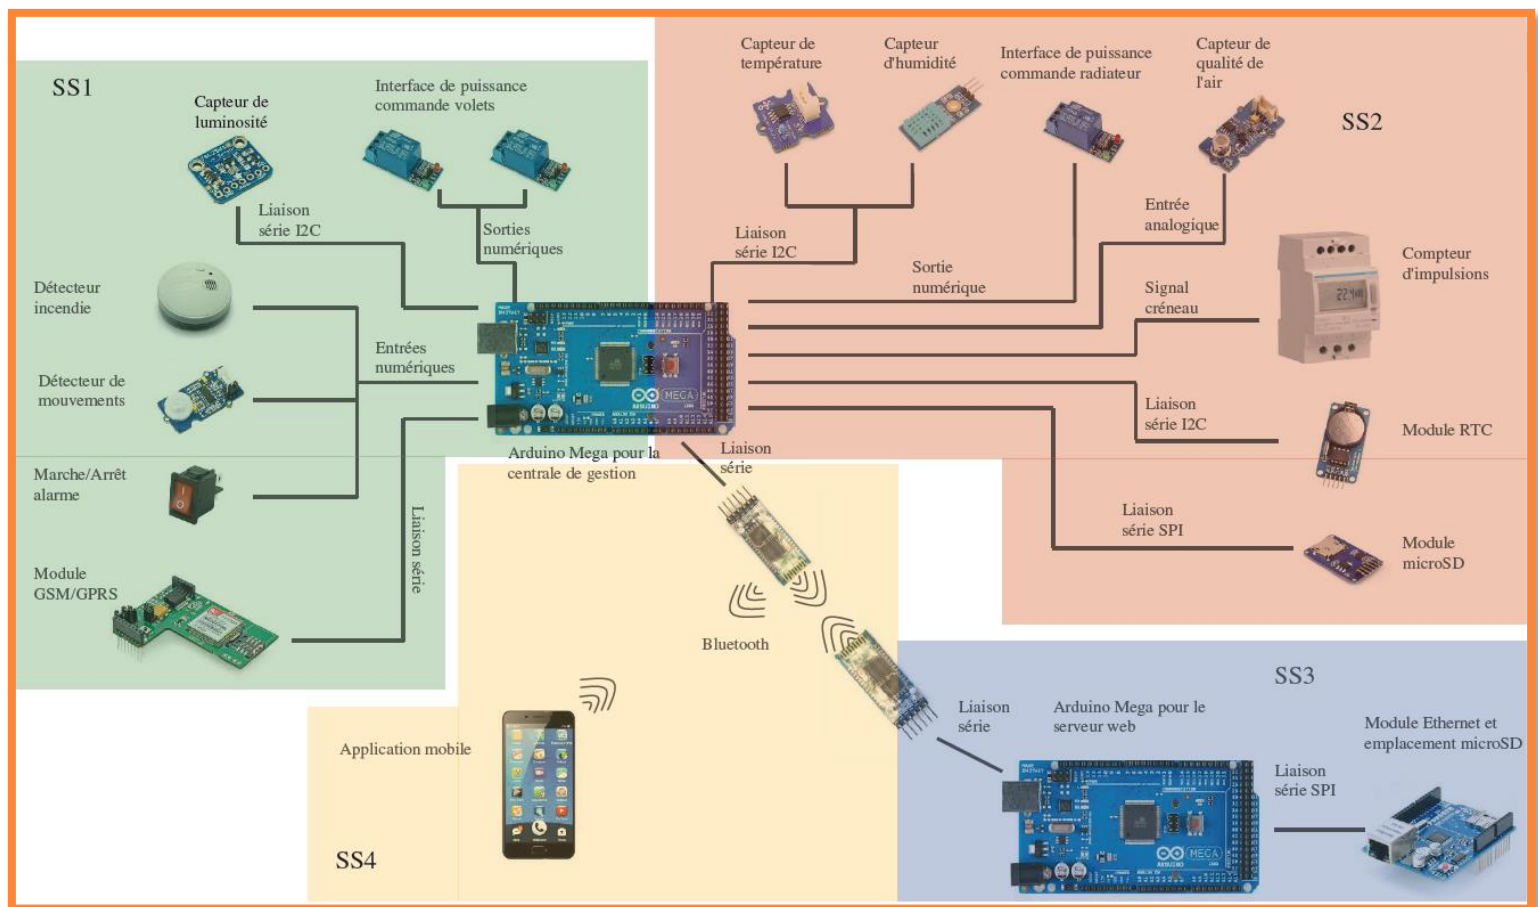 SS1
Capteur de
luminosité
Interface de puissance
commande volets
Liaison
série I2C
Sorties
numériques
Détecteur
incendie
Détecteur de
mouvements
Entrées
numériques
Marche/Arrêt
alarme
Module
GSM/GPRS
Liaison série
Arduino Mega pour la
centrale de gestion
MEGA
SS2
Capteur de
température
Capteur
d'humidité
Interface de puissance
commande radiateur
Capteur de
qualité de
l'air
Liaison
série I2C
Sortie
numérique
Entrée
analogique
Signal
créneau
Compteur
d'impulsions
Liaison
série I2C
Module RTC
Liaison
série SPI
Module
microSD
Liaison
série
Bluetooth
Application mobile
SS4
SS3
Liaison
série
Arduino Mega pour le
serveur web
MEGA
Liaison
série SPI
Module Ethernet et
emplacement microSD